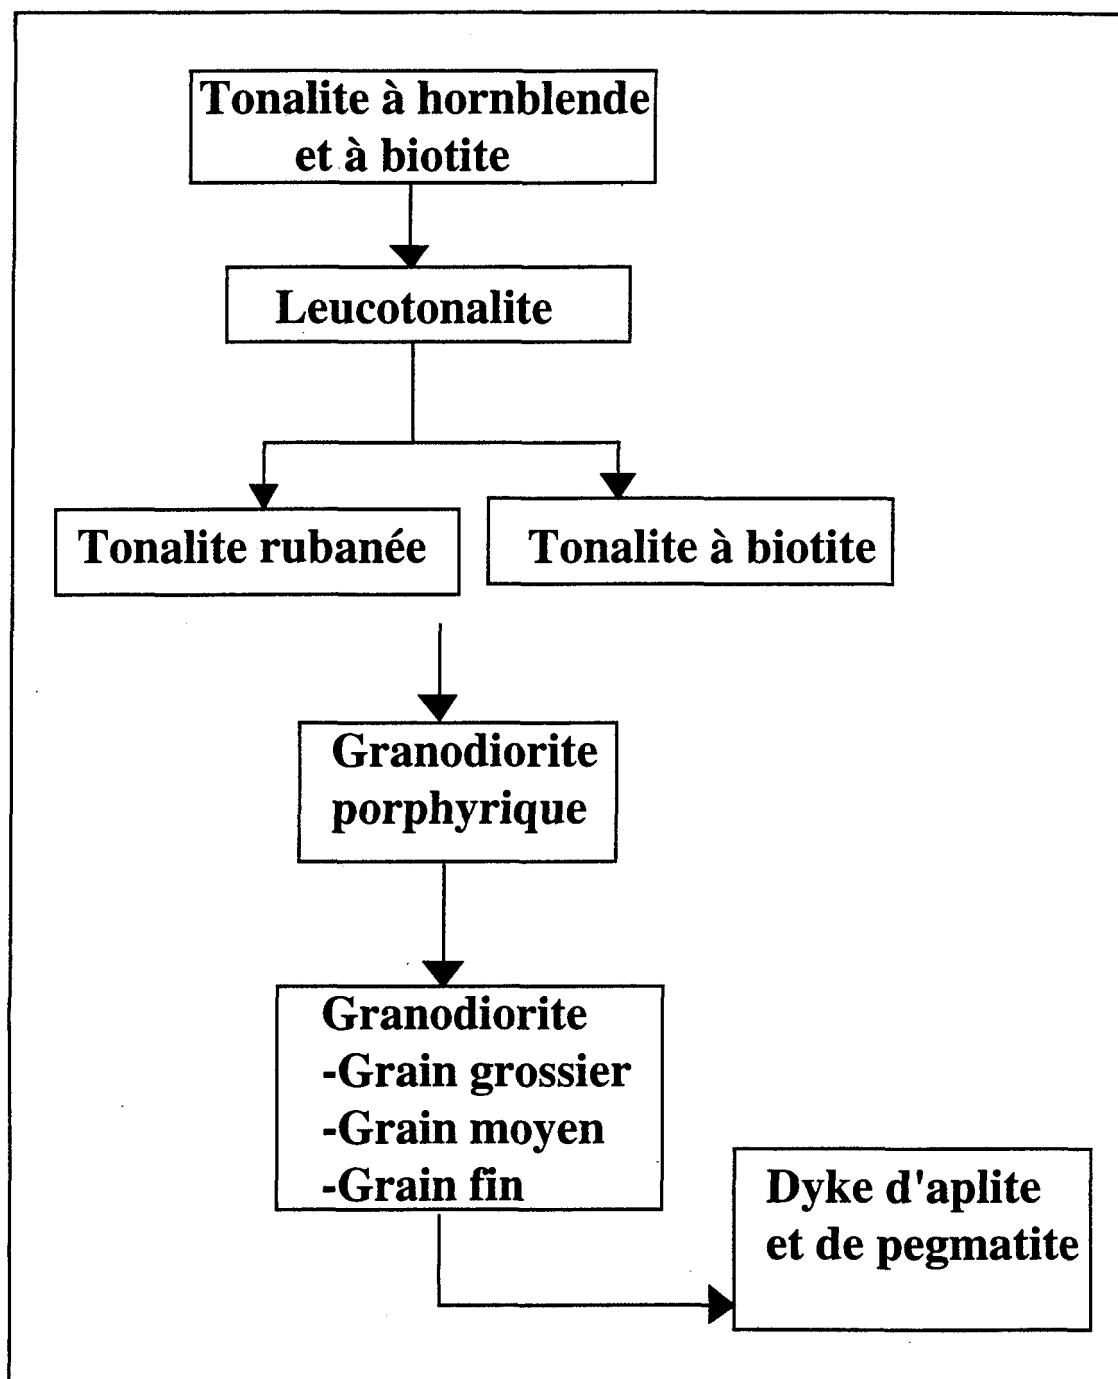 Tonalite à hornblende
et à biotite
Leucotonalite
Tonalite rubanée
Tonalite à biotite
Granodiorite
porphyrique
Granodiorite
-Grain grossier
-Grain moyen
-Grain fin
Dyke d'aplite
et de pegmatite